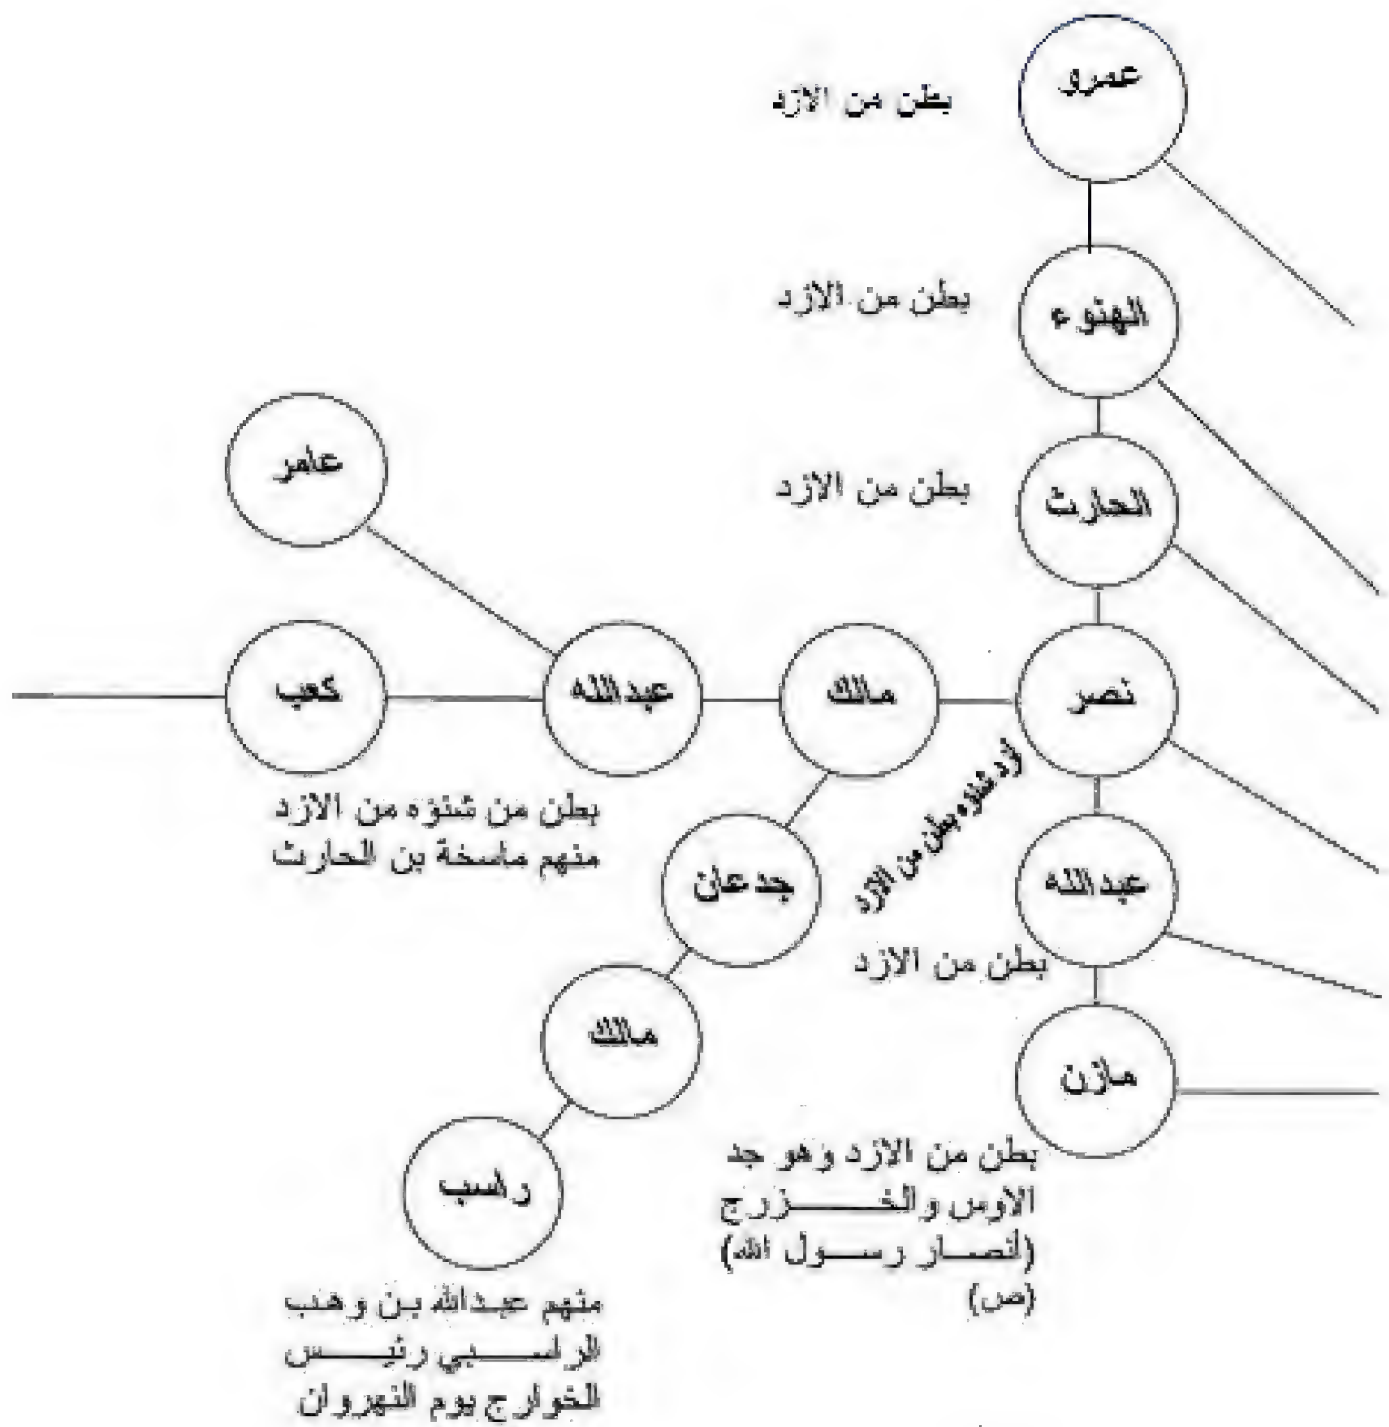 عمرو
بطن من الازد
الهنوء
بطن من الازد
الحارث
بطن من الازد
عامر
نصر
مالك
عبدالله
كعب
أزد شنؤه بطن من الازد
بطن من شنؤه من الازد
منهم ماسخة بن الحارث
جدعان
عبدالله
بطن من الازد
مالك
مازن
بطن من الازد وهو جد
الاوس والخزرج
(أنصار رسول الله)
(ص)
راسب
منهم عبدالله بن وهب
الراسبي رئيس
الخوارج يوم النهروان